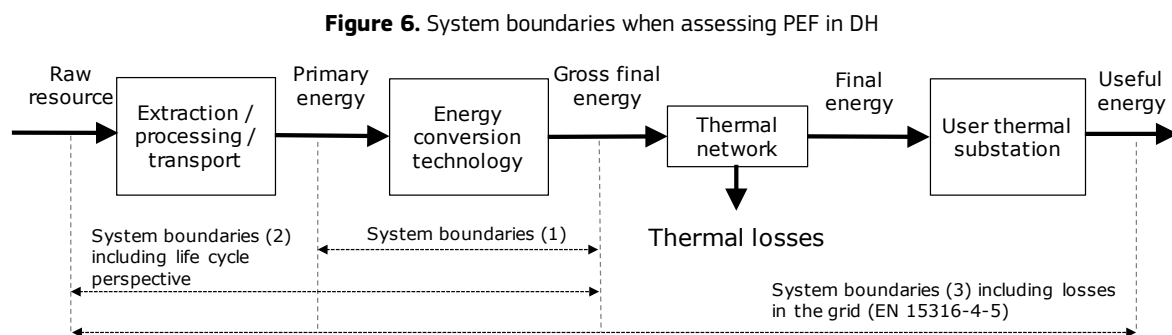 Figure 6. System boundaries when assessing PEF in DH
Raw
resource
Extraction /
processing /
transport
Primary
energy
Energy
conversion
technology
Gross final
energy
Thermal
network
Final
energy
User thermal
substation
Useful
energy
Thermal losses
System boundaries (2)
including life cycle
perspective
System boundaries (1)
System boundaries (3) including losses
in the grid (EN 15316-4-5)